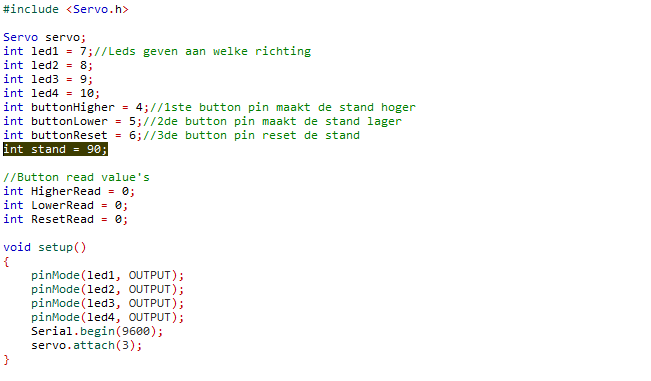 #include <Servo.h>

Servo servo;
int led1 = 7;//Leds geven aan welke richting
int led2 = 8;
int led3 = 9;
int led4 = 10;
int buttonHigher = 4;//1ste button pin maakt de stand hoger
int buttonLower = 5;//2de button pin maakt de stand lager
int buttonReset = 6;//3de button pin reset de stand
int stand = 90;

//Button read value's
int HigherRead = 0;
int LowerRead = 0;
int ResetRead = 0;

void setup()
{
    pinMode(led1, OUTPUT);
    pinMode(led2, OUTPUT);
    pinMode(led3, OUTPUT);
    pinMode(led4, OUTPUT);
    Serial.begin(9600);
    servo.attach(3);
}